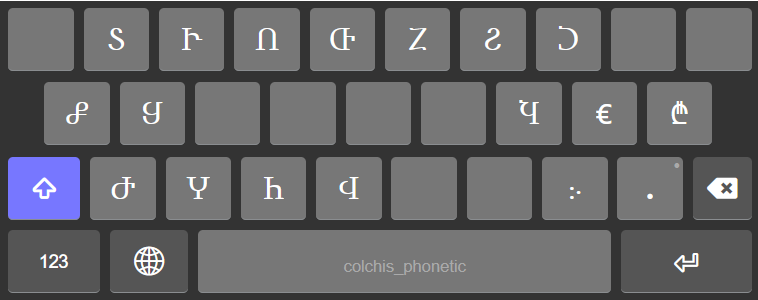 Ⴝ Ⴡ Ⴖ Ⴇ Ⴢ
Ⴘ Ⴏ € ₾
Ⴛ Ⴤ Ⴙ ჻ .
123 colchis_phonetic